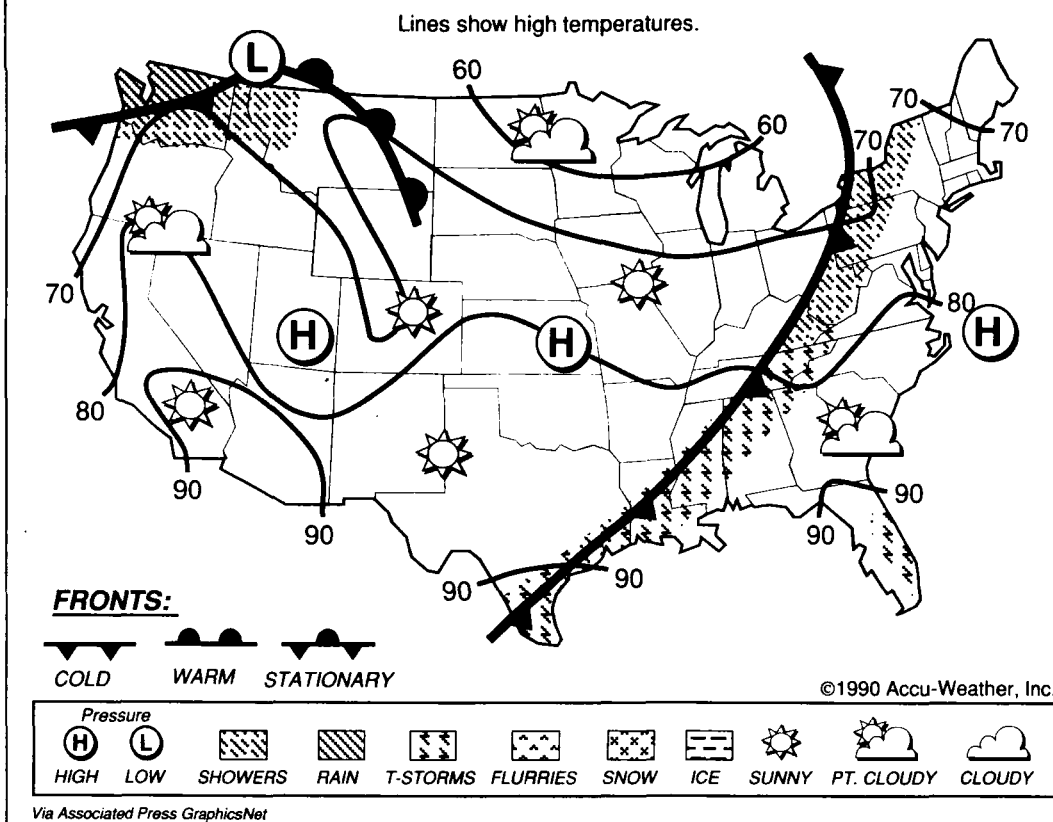 Lines show high temperatures.
L
60
70
60
70
70
70
H
H
80
H
80
90
90
90
90
90
90
FRONTS:
COLD WARM STATIONARY
©1990 Accu-Weather, Inc.
Pressure
H L
HIGH LOW SHOWERS RAIN T-STORMS FLURRIES SNOW ICE SUNNY PT. CLOUDY CLOUDY
Via Associated Press GraphicsNet